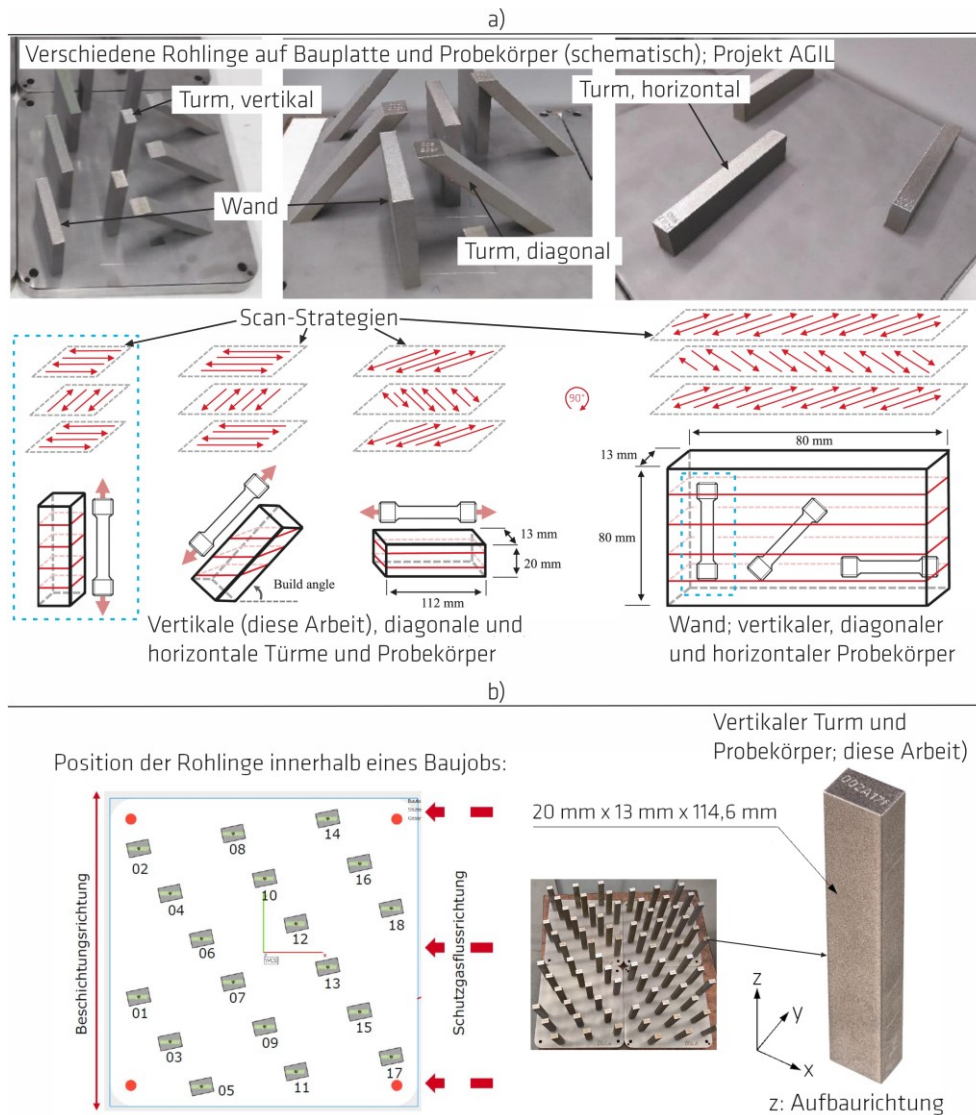 a)
Verschiedene Rohlinge auf Bauplatte und Probekörper (schematisch); Projekt AGIL
Turm, vertikal
Turm, horizontal
Wand
Turm, diagonal
Scan-Strategien
90°
80 mm
13 mm
80 mm
13 mm
20 mm
112 mm
Build angle
Vertikale (diese Arbeit), diagonale und
horizontale Türme und Probekörper
Wand; vertikaler, diagonaler
und horizontaler Probekörper
b)
Position der Rohlinge innerhalb eines Baujobs:
Vertikaler Turm und
Probekörper; diese Arbeit)
20 mm x 13 mm x 114,6 mm
Beschichtungsrichtung
Schutzgasflussrichtung
14
08
02
16
10
04
18
12
06
13
07
01
15
09
03
17
11
05
z
y
x
z: Aufbaurichtung